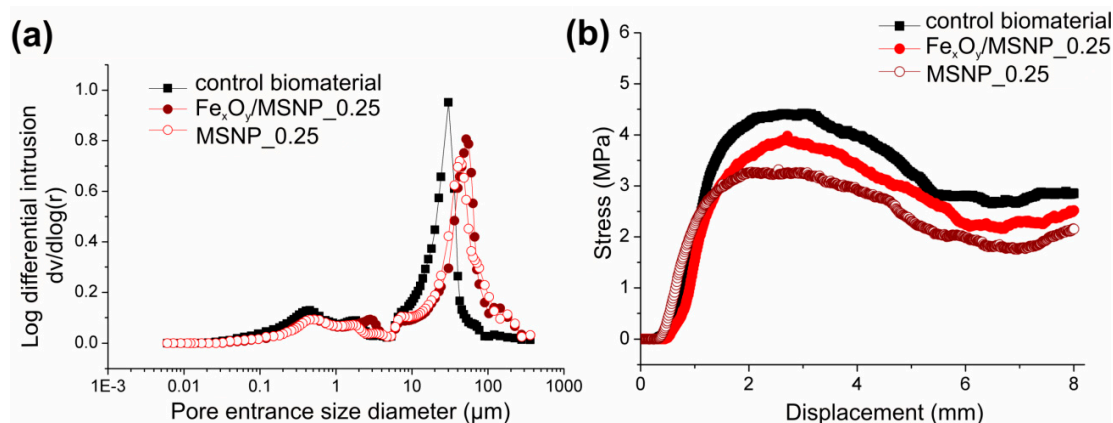 (a)
control biomaterial
FexOy/MSNP_0.25
MSNP_0.25
1.0
0.8
0.6
0.4
0.2
0.0
Log differential intrusion
dv/dlog(r)
1E-3 0.01 0.1 1 10 100 1000
Pore entrance size diameter (µm)
(b)
control biomaterial
FexOy/MSNP_0.25
MSNP_0.25
6
5
4
3
2
1
0
Stress (MPa)
0 2 4 6 8
Displacement (mm)